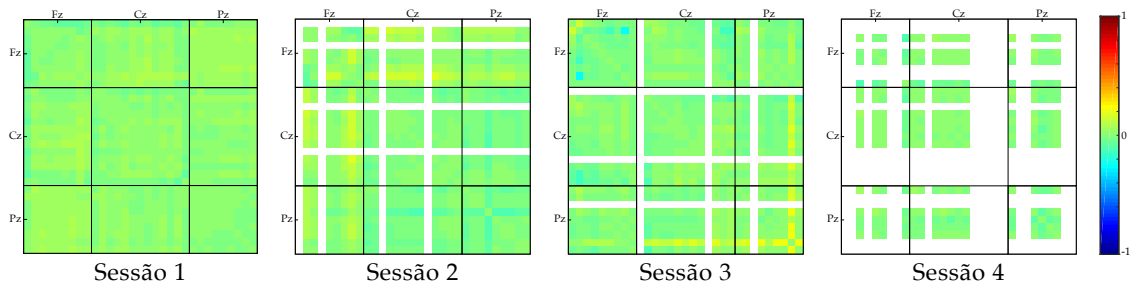 Fz Cz Pz Fz Cz Pz Fz Cz Pz Fz Cz Pz 1
Fz Fz Fz Fz
Cz Cz Cz Cz 0
Pz Pz Pz Pz
-1
Sessão 1 Sessão 2 Sessão 3 Sessão 4